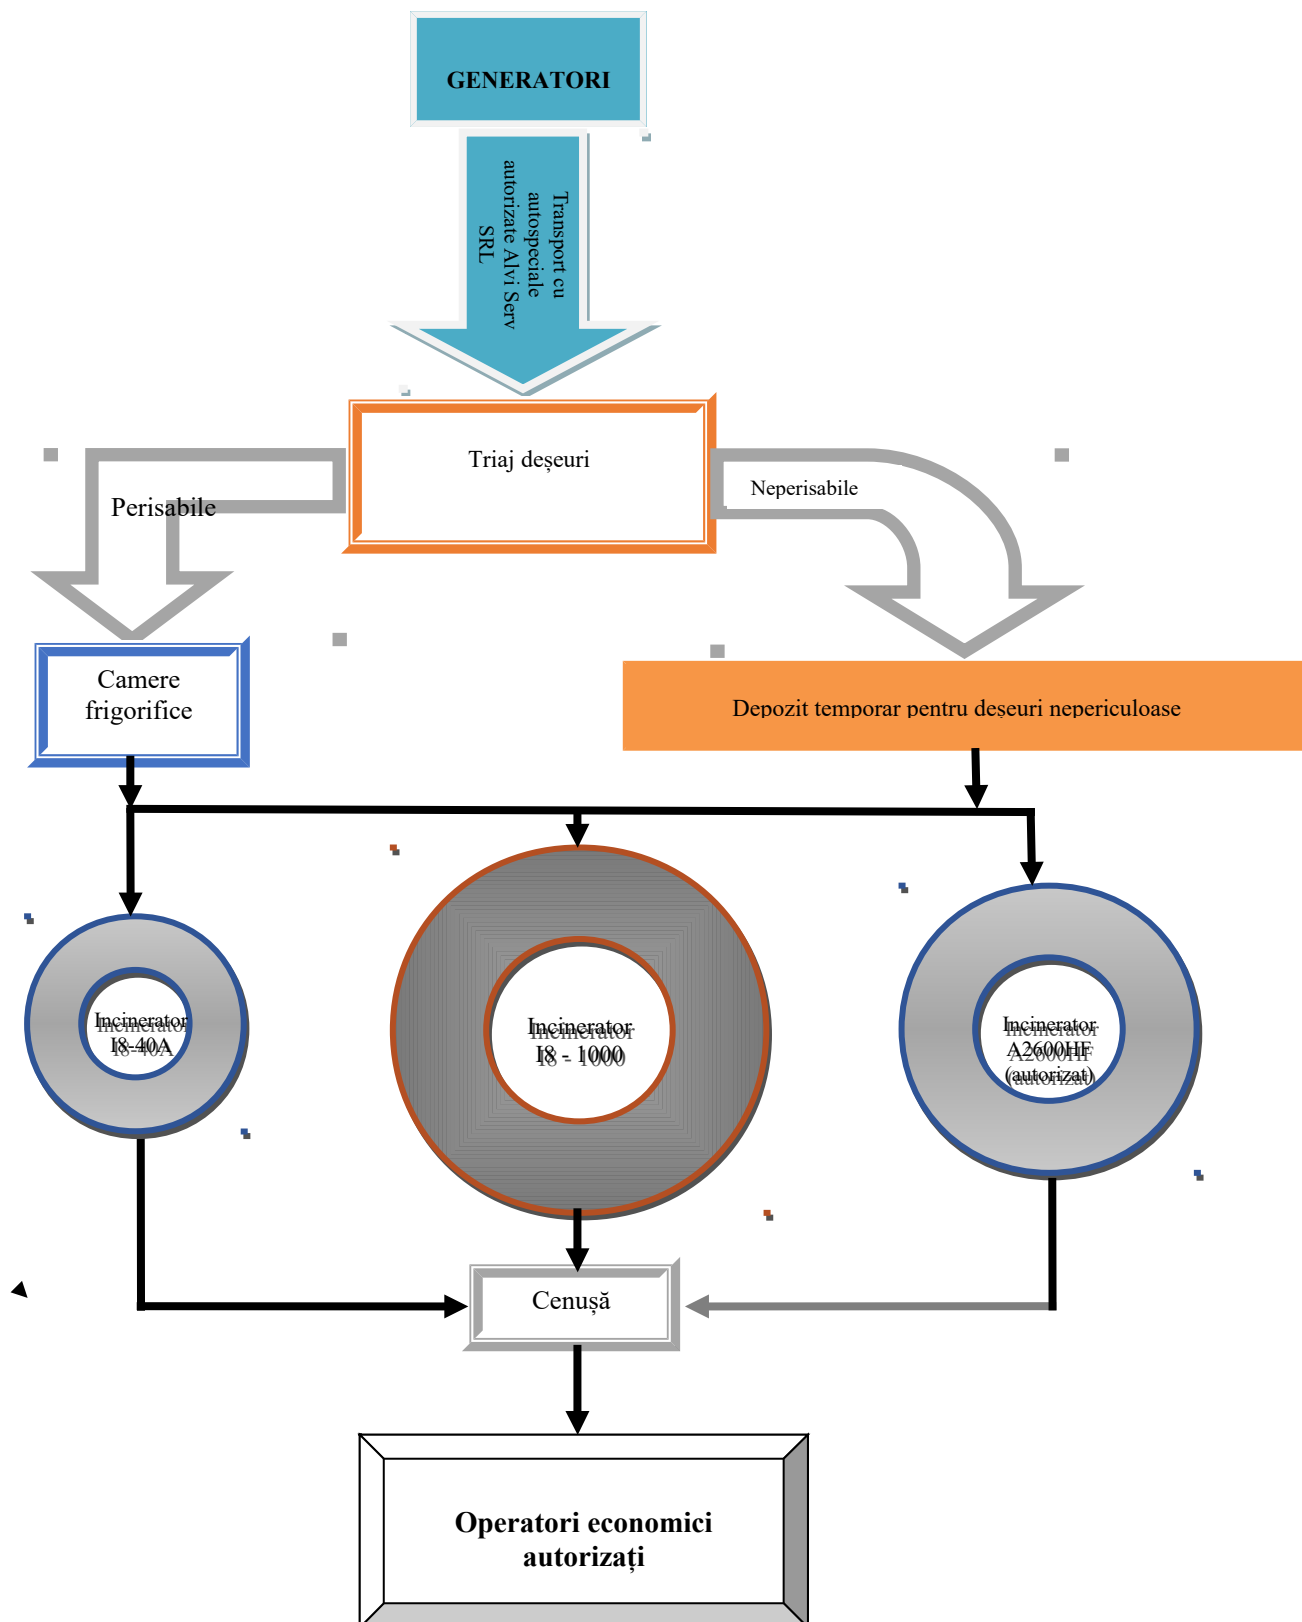 GENERATORI
Transport cu
autospeciale
autorizate Alvi Serv
SRL
Triaj deșeuri
Perisabile
Neperisabile
Camere
frigorifice
Depozit temporar pentru deșeuri nepericuloase
Incinerator
I8-40A
Incinerator
I8 - 1000
Incinerator
A2600HF
(autorizat)
Cenușă
Operatori economici
autorizați